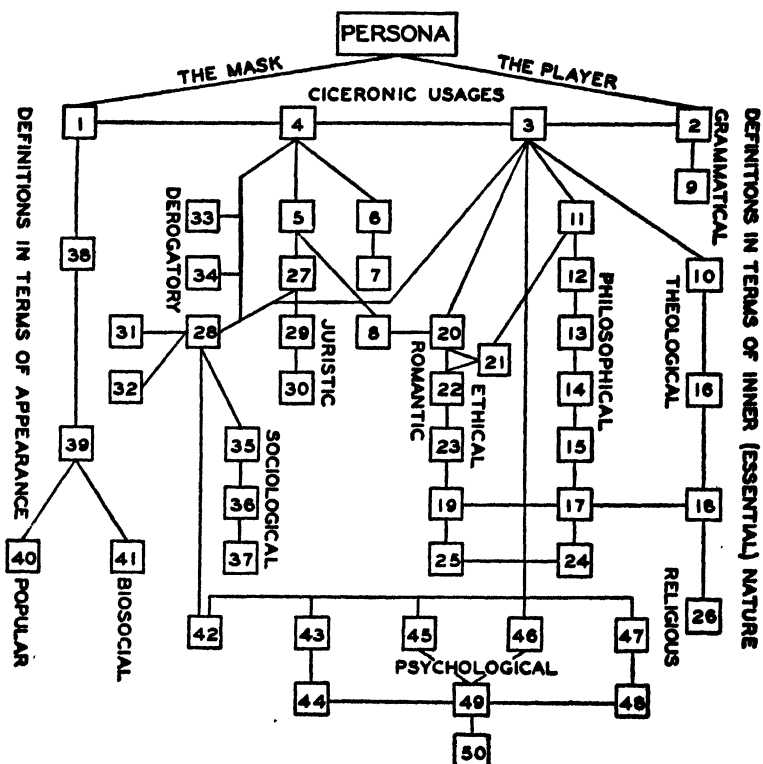 PERSONA
THE MASK
THE PLAYER
CICERONIC USAGES
1
4
3
2
GRAMMATICAL
9
DEFINITIONS IN TERMS OF APPEARANCE
DEFINITIONS IN TERMS OF INNER (ESSENTIAL) NATURE
DEROGATORY
33
5
6
11
38
34
27
7
12
PHILOSOPHICAL
10
THEOLOGICAL
31
28
29
JURISTIC
8
20
21
13
32
30
ROMANTIC
22
ETHICAL
14
16
39
35
SOCIOLOGICAL
23
15
36
19
17
18
40
POPULAR
41
BIOSOCIAL
37
25
24
RELIGIOUS
26
42
43
45
46
47
PSYCHOLOGICAL
44
49
48
50